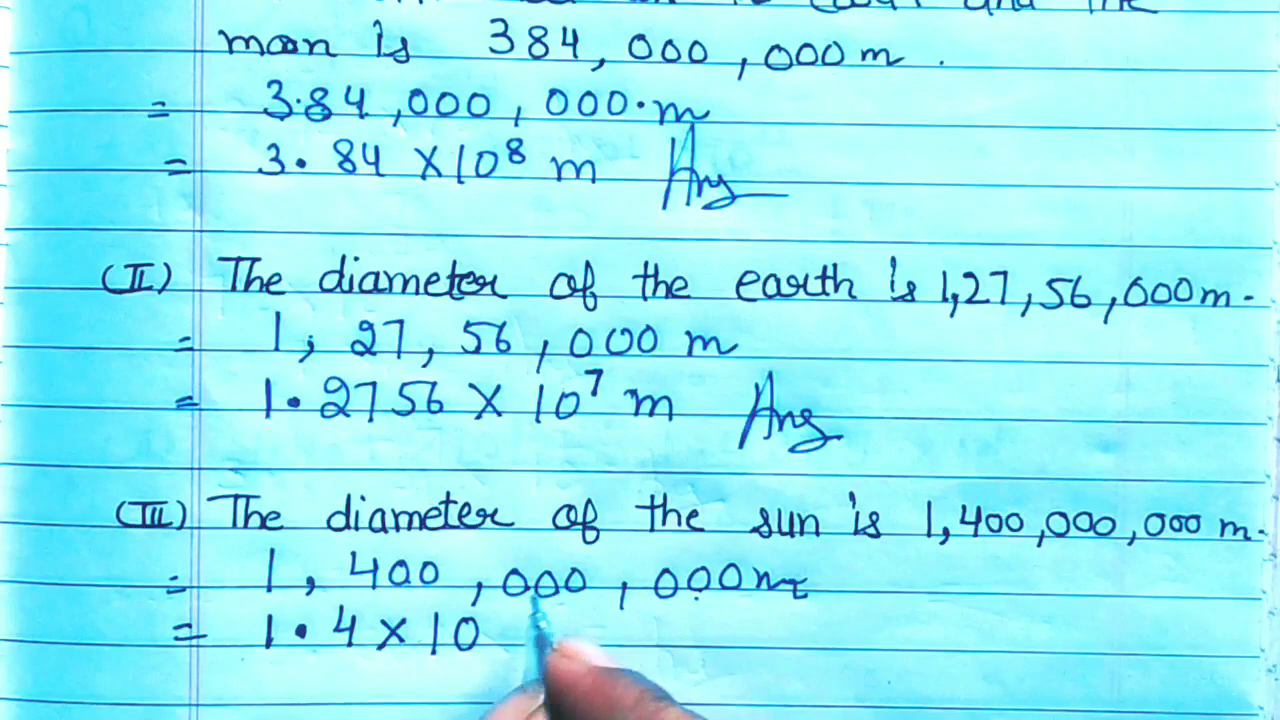 moon is 384,000,000m.
= 3.84,000,000.m
= 3.84 × 10⁸ m Ans
(II) The diameter of the earth is 1,27,56,000m.
= 1, 27, 56,000 m
= 1.2756 × 10⁷ m Ans
(III) The diameter of the sun is 1,400,000,000 m.
= 1, 400,000,000m
= 1.4 × 10